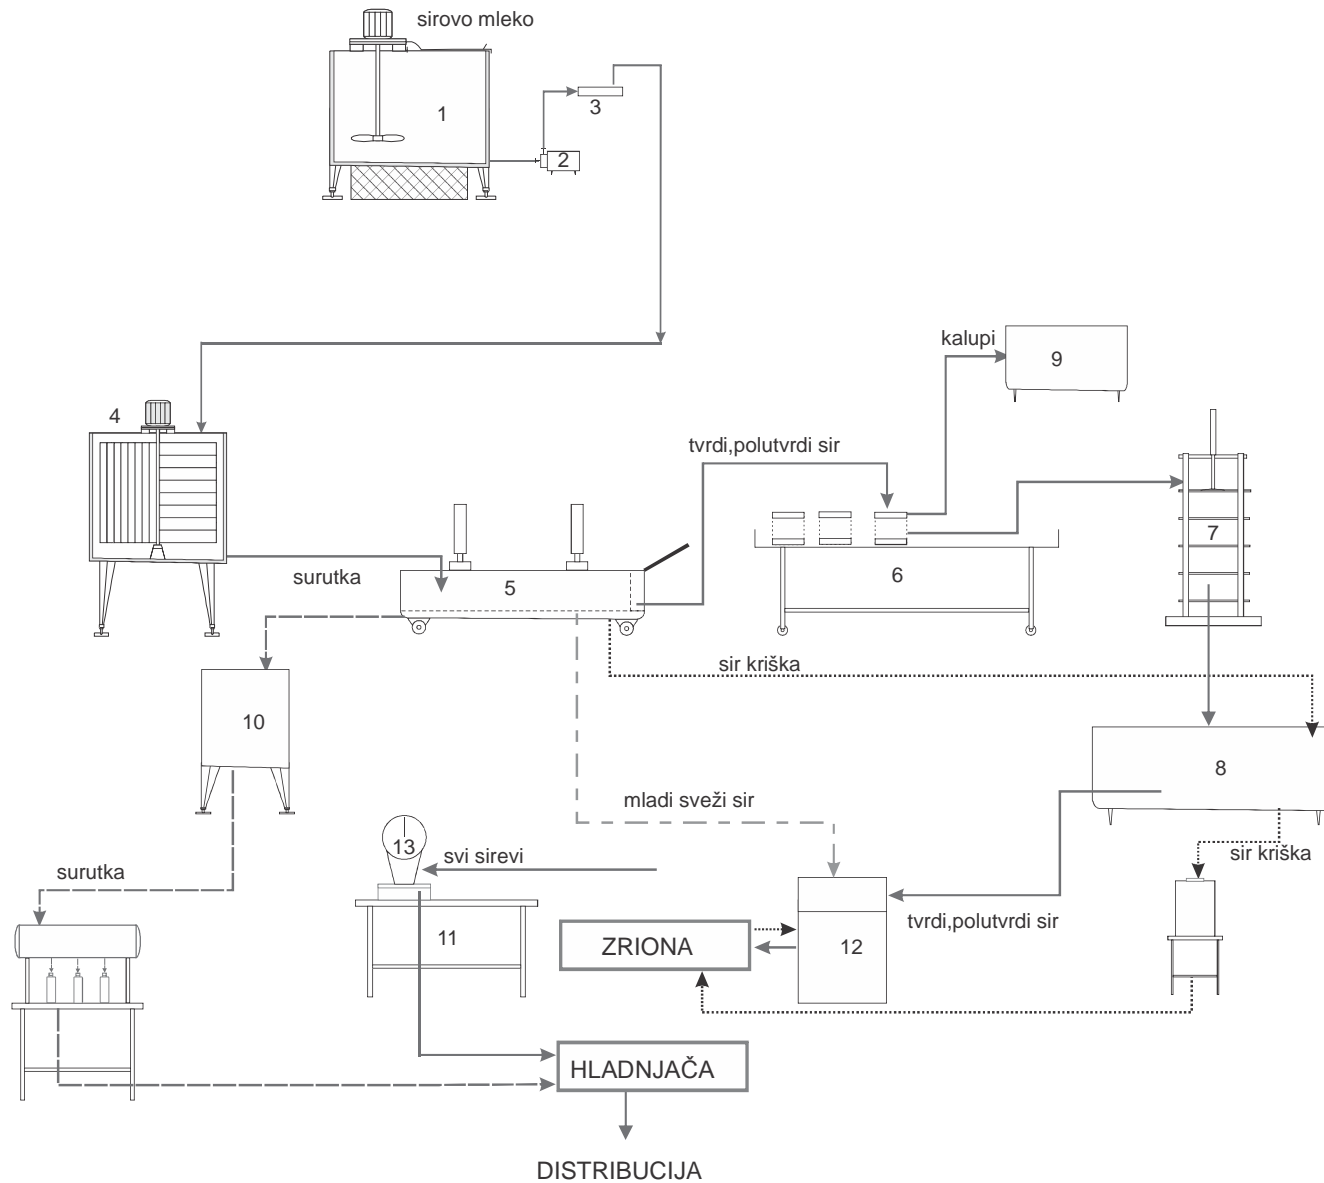 sirovo mleko
1
3
2
kalupi
9
4
tvrdi,polutvrdi sir
7
surutka
5
6
sir kriška
10
8
mladi sveži sir
13
svi sirevi
sir kriška
surutka
tvrdi,polutvrdi sir
11
ZRIONA
12
HLADNJAČA
DISTRIBUCIJA